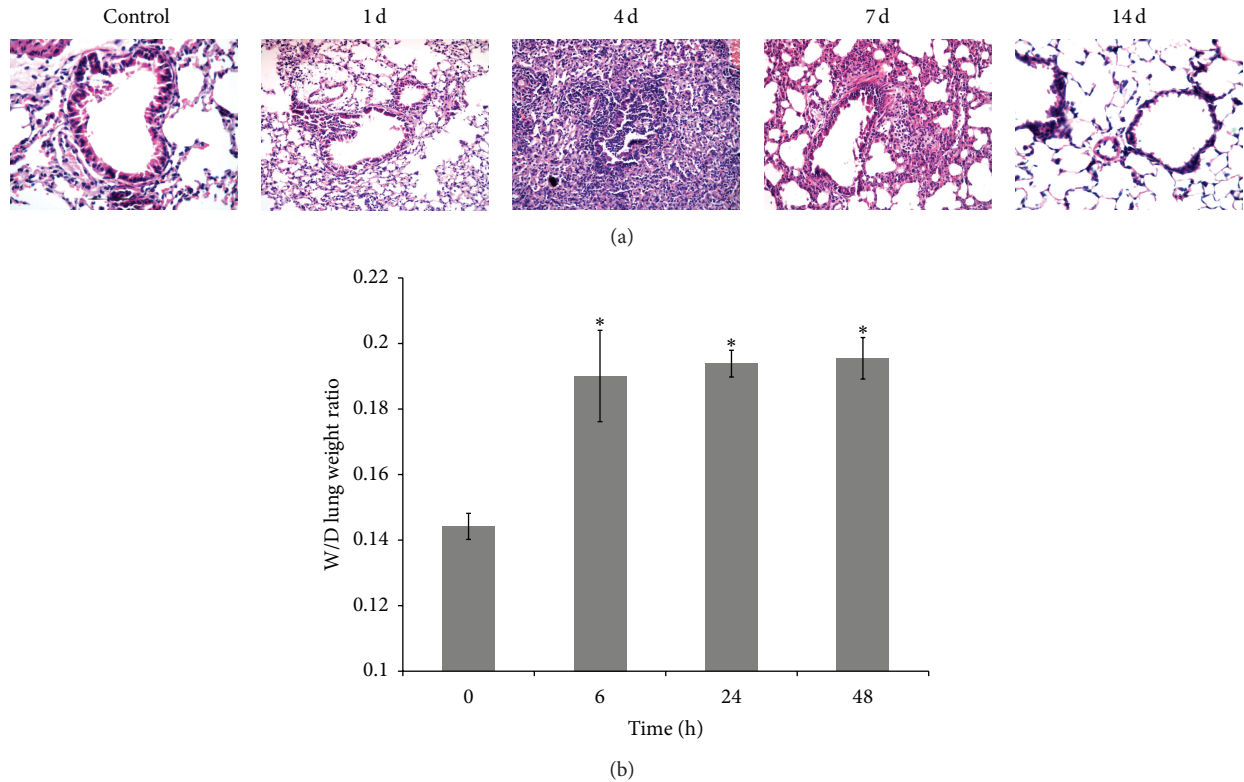 Control 1 d 4 d 7 d 14 d
(a)
0.22
0.2
0.18
0.16
0.14
0.12
0.1
W/D lung weight ratio
* * *
0 6 24 48
Time (h)
(b)